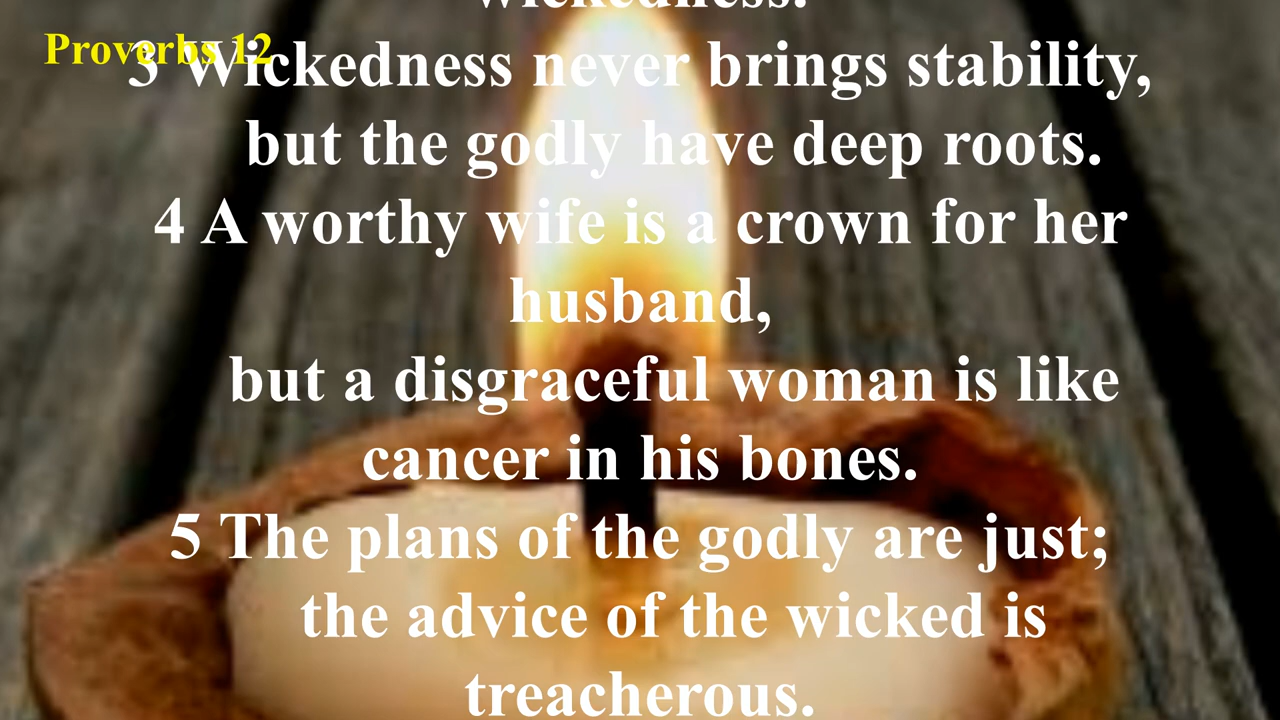 wickedness.
Proverbs 12
3 Wickedness never brings stability,
but the godly have deep roots.
4 A worthy wife is a crown for her
husband,
but a disgraceful woman is like
cancer in his bones.
5 The plans of the godly are just;
the advice of the wicked is
treacherous.